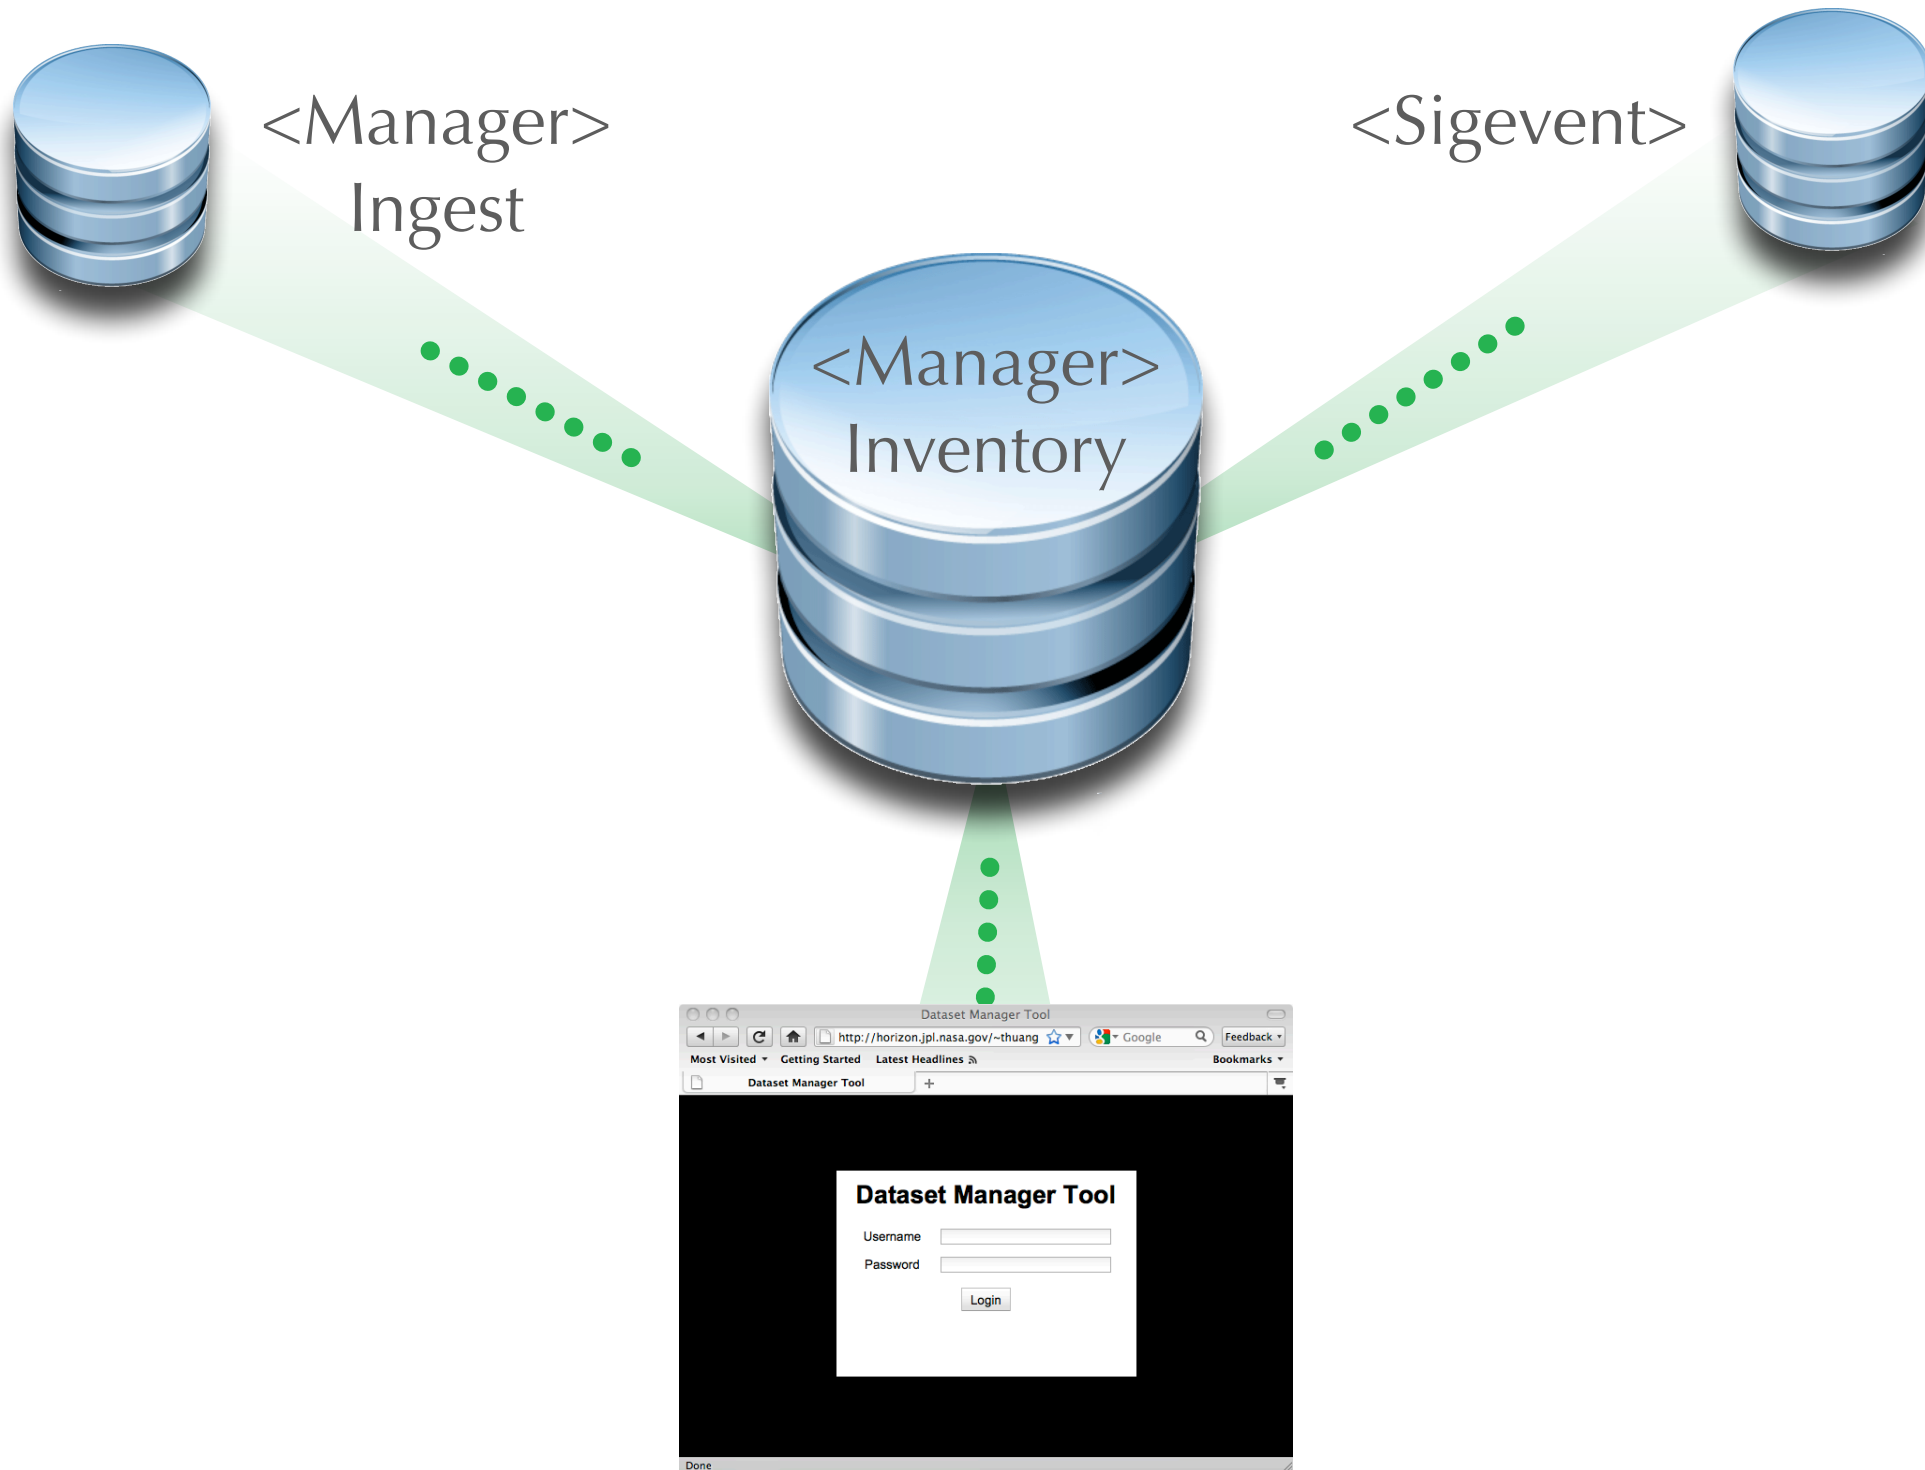 <Manager>
Ingest
<Sigevent>
<Manager>
Inventory
Dataset Manager Tool
http://horizon.jpl.nasa.gov/~thuang
Google
Feedback
Most Visited
Getting Started
Latest Headlines
Bookmarks
Dataset Manager Tool
Dataset Manager Tool
Username
Password
Login
Done